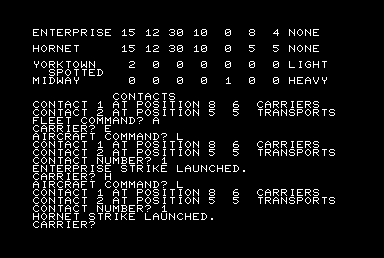 ENTERPRISE 15 12 30 10 0 8 4 NONE
HORNET 15 12 30 10 0 5 5 NONE
YORKTOWN 2 0 0 0 0 0 0 LIGHT
SPOTTED
MIDWAY 0 0 0 0 1 0 0 HEAVY
CONTACTS
CONTACT 1 AT POSITION 8 6 CARRIERS
CONTACT 2 AT POSITION 5 5 TRANSPORTS
FLEET COMMAND? A
CARRIER? E
AIRCRAFT COMMAND? L
CONTACT 1 AT POSITION 8 6 CARRIERS
CONTACT 2 AT POSITION 5 5 TRANSPORTS
CONTACT NUMBER? 1
ENTERPRISE STRIKE LAUNCHED.
CARRIER? H
AIRCRAFT COMMAND? L
CONTACT 1 AT POSITION 8 6 CARRIERS
CONTACT 2 AT POSITION 5 5 TRANSPORTS
CONTACT NUMBER? 1
HORNET STRIKE LAUNCHED.
CARRIER?